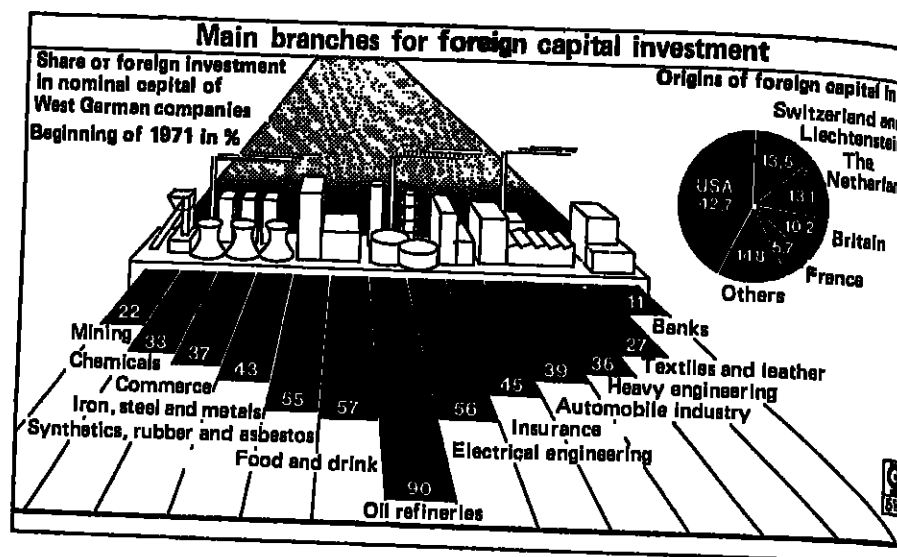 Main branches for foreign capital investment
Share of foreign investment
in nominal capital of
West German companies
Beginning of 1971 in %
Origins of foreign capital in
Switzerland and
Liechtenstein
The
Netherlan
Britain
France
Others
USA
42,7
13,5
13,1
10,2
5,7
14,8
22
Mining
33
Chemicals
37
Commerce
43
Iron, steel and metals
55
Synthetics, rubber and asbestos
57
Food and drink
90
Oil refineries
56
Electrical engineering
45
Insurance
39
Automobile industry
36
Heavy engineering
27
Textiles and leather
11
Banks